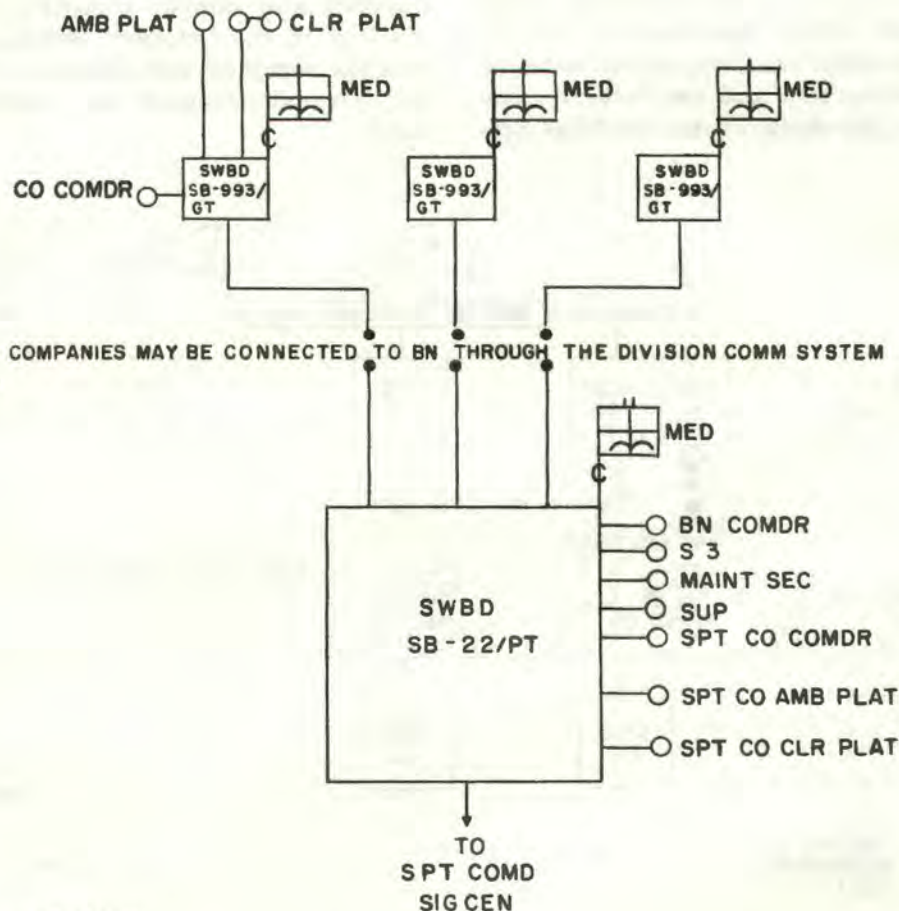 AMB PLAT
CLR PLAT
MED
MED
MED
CO COMDR
SWBD
SB-993/
GT
SWBD
SB-993/
GT
SWBD
SB-993/
GT
COMPANIES MAY BE CONNECTED TO BN THROUGH THE DIVISION COMM SYSTEM
MED
SWBD
SB-22/PT
BN COMDR
S 3
MAINT SEC
SUP
SPT CO COMDR
SPT CO AMB PLAT
SPT CO CLR PLAT
TO
SPT COMD
SIG CEN